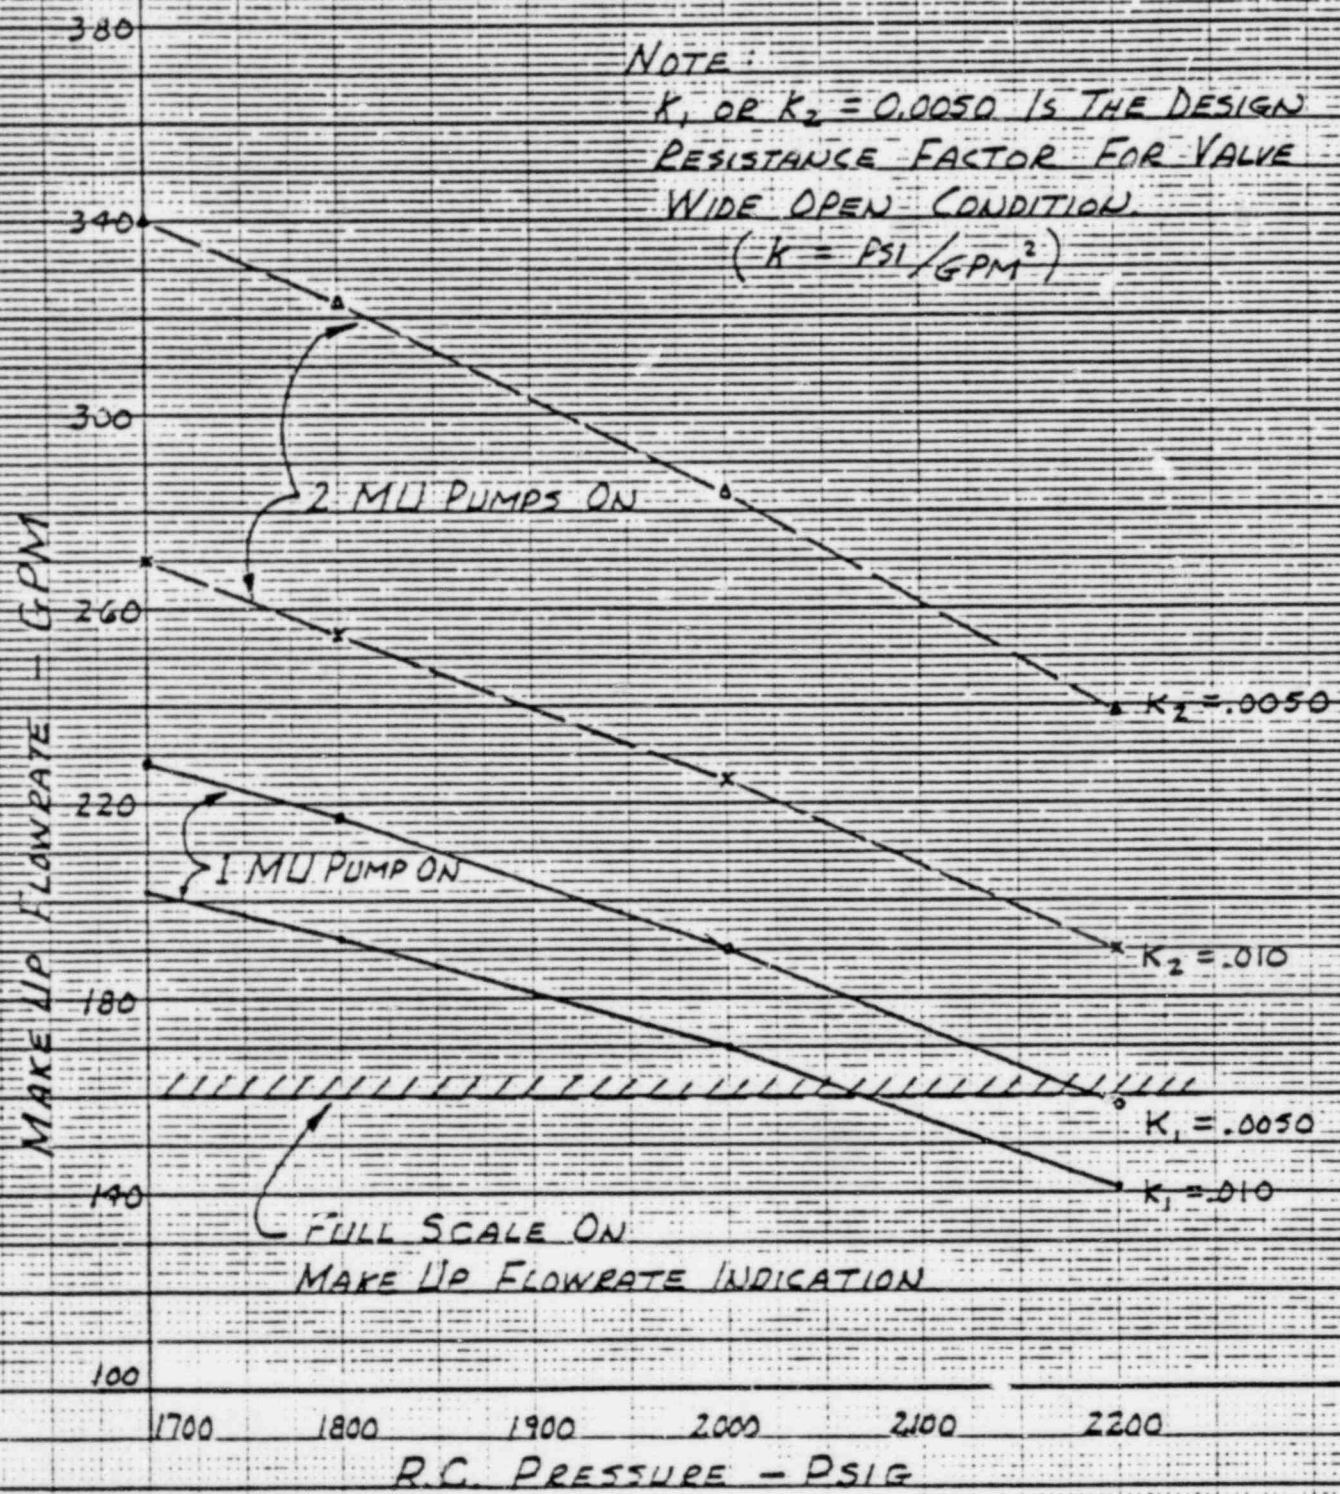 380
NOTE:
K1 OR K2 = 0.0050 IS THE DESIGN
RESISTANCE FACTOR FOR VALVE
WIDE OPEN CONDITION.
(K = PSI/GPM²)
340
300
2 MU PUMPS ON
260
K2 = .0050
220
1 MU PUMP ON
K2 = .010
180
K1 = .0050
140
K1 = .010
FULL SCALE ON
MAKE UP FLOWRATE INDICATION
100
MAKE UP FLOWRATE - GPM
1700 1800 1900 2000 2100 2200
R.C. PRESSURE - PSIG